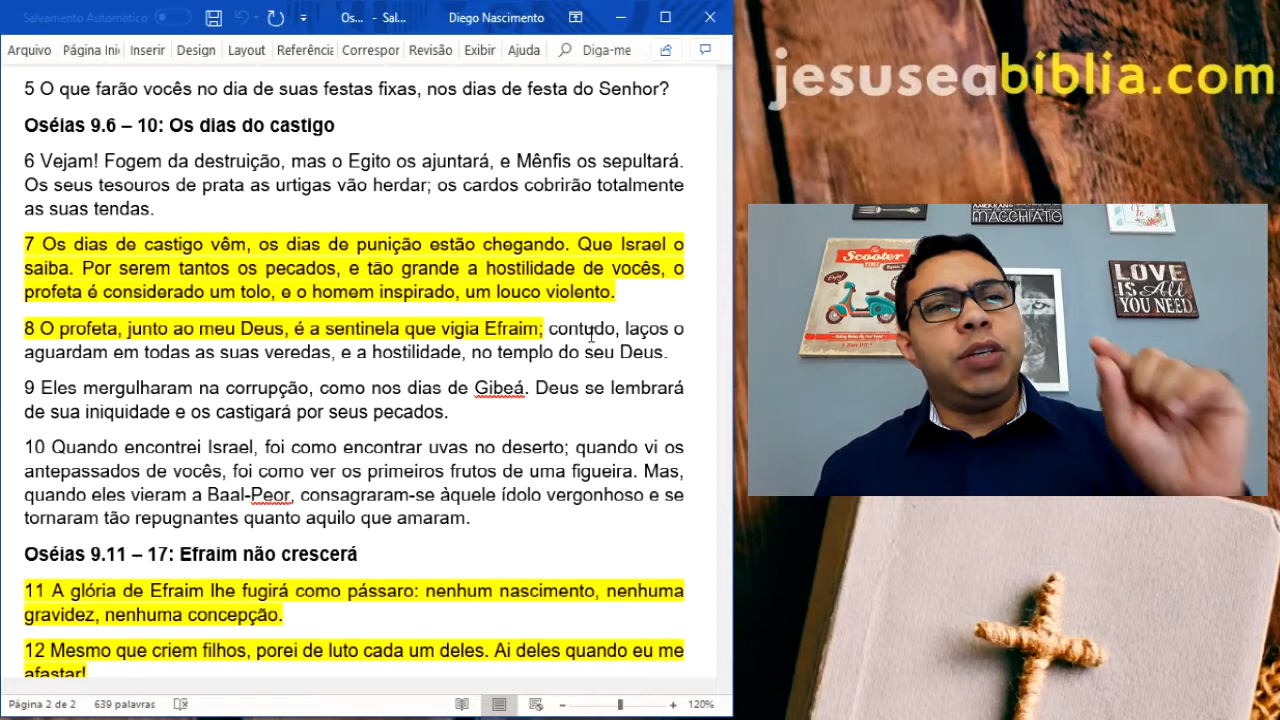 Salvamento Automático
Os... - Sal...
Diego Nascimento
Arquivo Página Ini Inserir Design Layout Referência Correspor Revisão Exibir Ajuda Diga-me
5 O que farão vocês no dia de suas festas fixas, nos dias de festa do Senhor?
Oséias 9.6 – 10: Os dias do castigo
6 Vejam! Fogem da destruição, mas o Egito os ajuntará, e Mênfis os sepultará.
Os seus tesouros de prata as urtigas vão herdar; os cardos cobrirão totalmente
as suas tendas.
7 Os dias de castigo vêm, os dias de punição estão chegando. Que Israel o
saiba. Por serem tantos os pecados, e tão grande a hostilidade de vocês, o
profeta é considerado um tolo, e o homem inspirado, um louco violento.
8 O profeta, junto ao meu Deus, é a sentinela que vigia Efraim; contudo, laços o
aguardam em todas as suas veredas, e a hostilidade, no templo do seu Deus.
9 Eles mergulharam na corrupção, como nos dias de Gibeá. Deus se lembrará
de sua iniquidade e os castigará por seus pecados.
10 Quando encontrei Israel, foi como encontrar uvas no deserto; quando vi os
antepassados de vocês, foi como ver os primeiros frutos de uma figueira. Mas,
quando eles vieram a Baal-Peor, consagraram-se àquele ídolo vergonhoso e se
tornaram tão repugnantes quanto aquilo que amaram.
Oséias 9.11 – 17: Efraim não crescerá
11 A glória de Efraim lhe fugirá como pássaro: nenhum nascimento, nenhuma
gravidez, nenhuma concepção.
12 Mesmo que criem filhos, porei de luto cada um deles. Ai deles quando eu me
afastar!
Página 2 de 2 639 palavras
120%
jesuseabiblia.com
MACCHIATO
Scooter
LOVE
IS All
YOU NEED